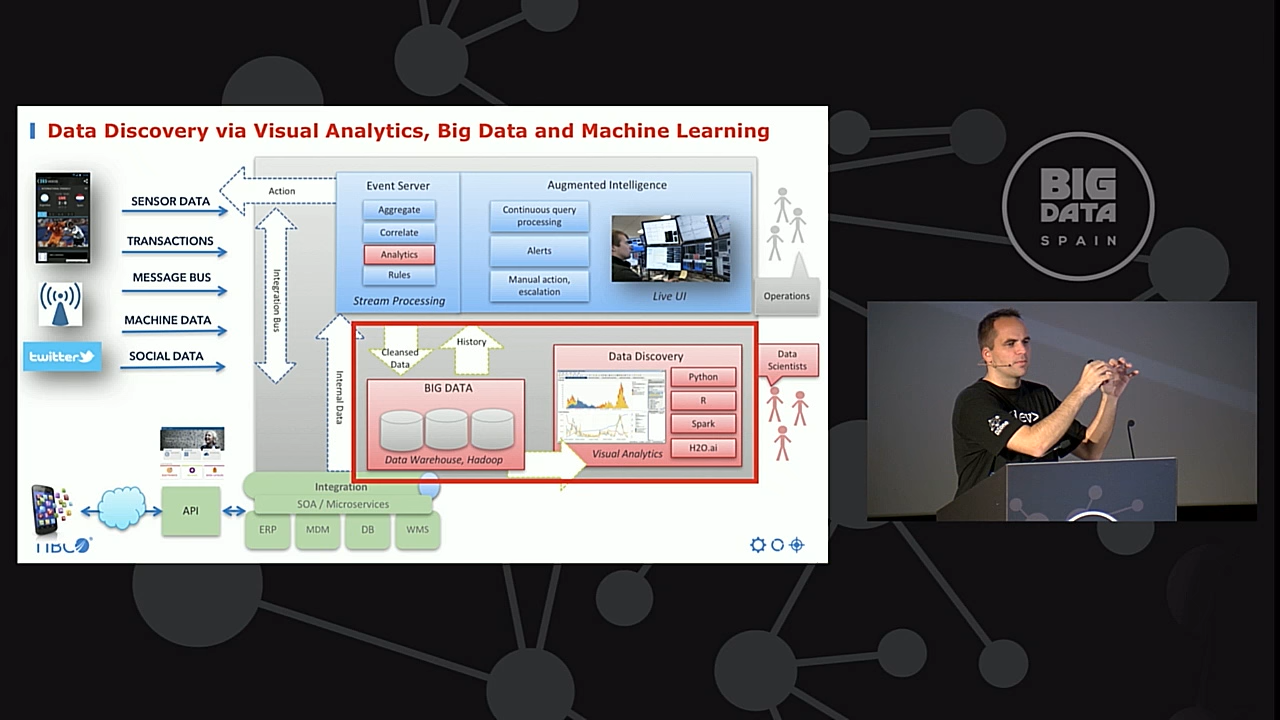 Data Discovery via Visual Analytics, Big Data and Machine Learning
SENSOR DATA
TRANSACTIONS
MESSAGE BUS
MACHINE DATA
SOCIAL DATA
twitter
Action
Integration Bus
Event Server
Aggregate
Correlate
Analytics
Rules
Stream Processing
Augmented Intelligence
Continuous query
processing
Alerts
Manual action,
escalation
Live UI
Operations
Internal Data
Cleansed
Data
History
BIG DATA
Data Warehouse, Hadoop
Data Discovery
Python
R
Spark
H2O.ai
Visual Analytics
Data
Scientists
API
Integration
SOA / Microservices
ERP
MDM
DB
WMS
BIG
DATA
SPAIN